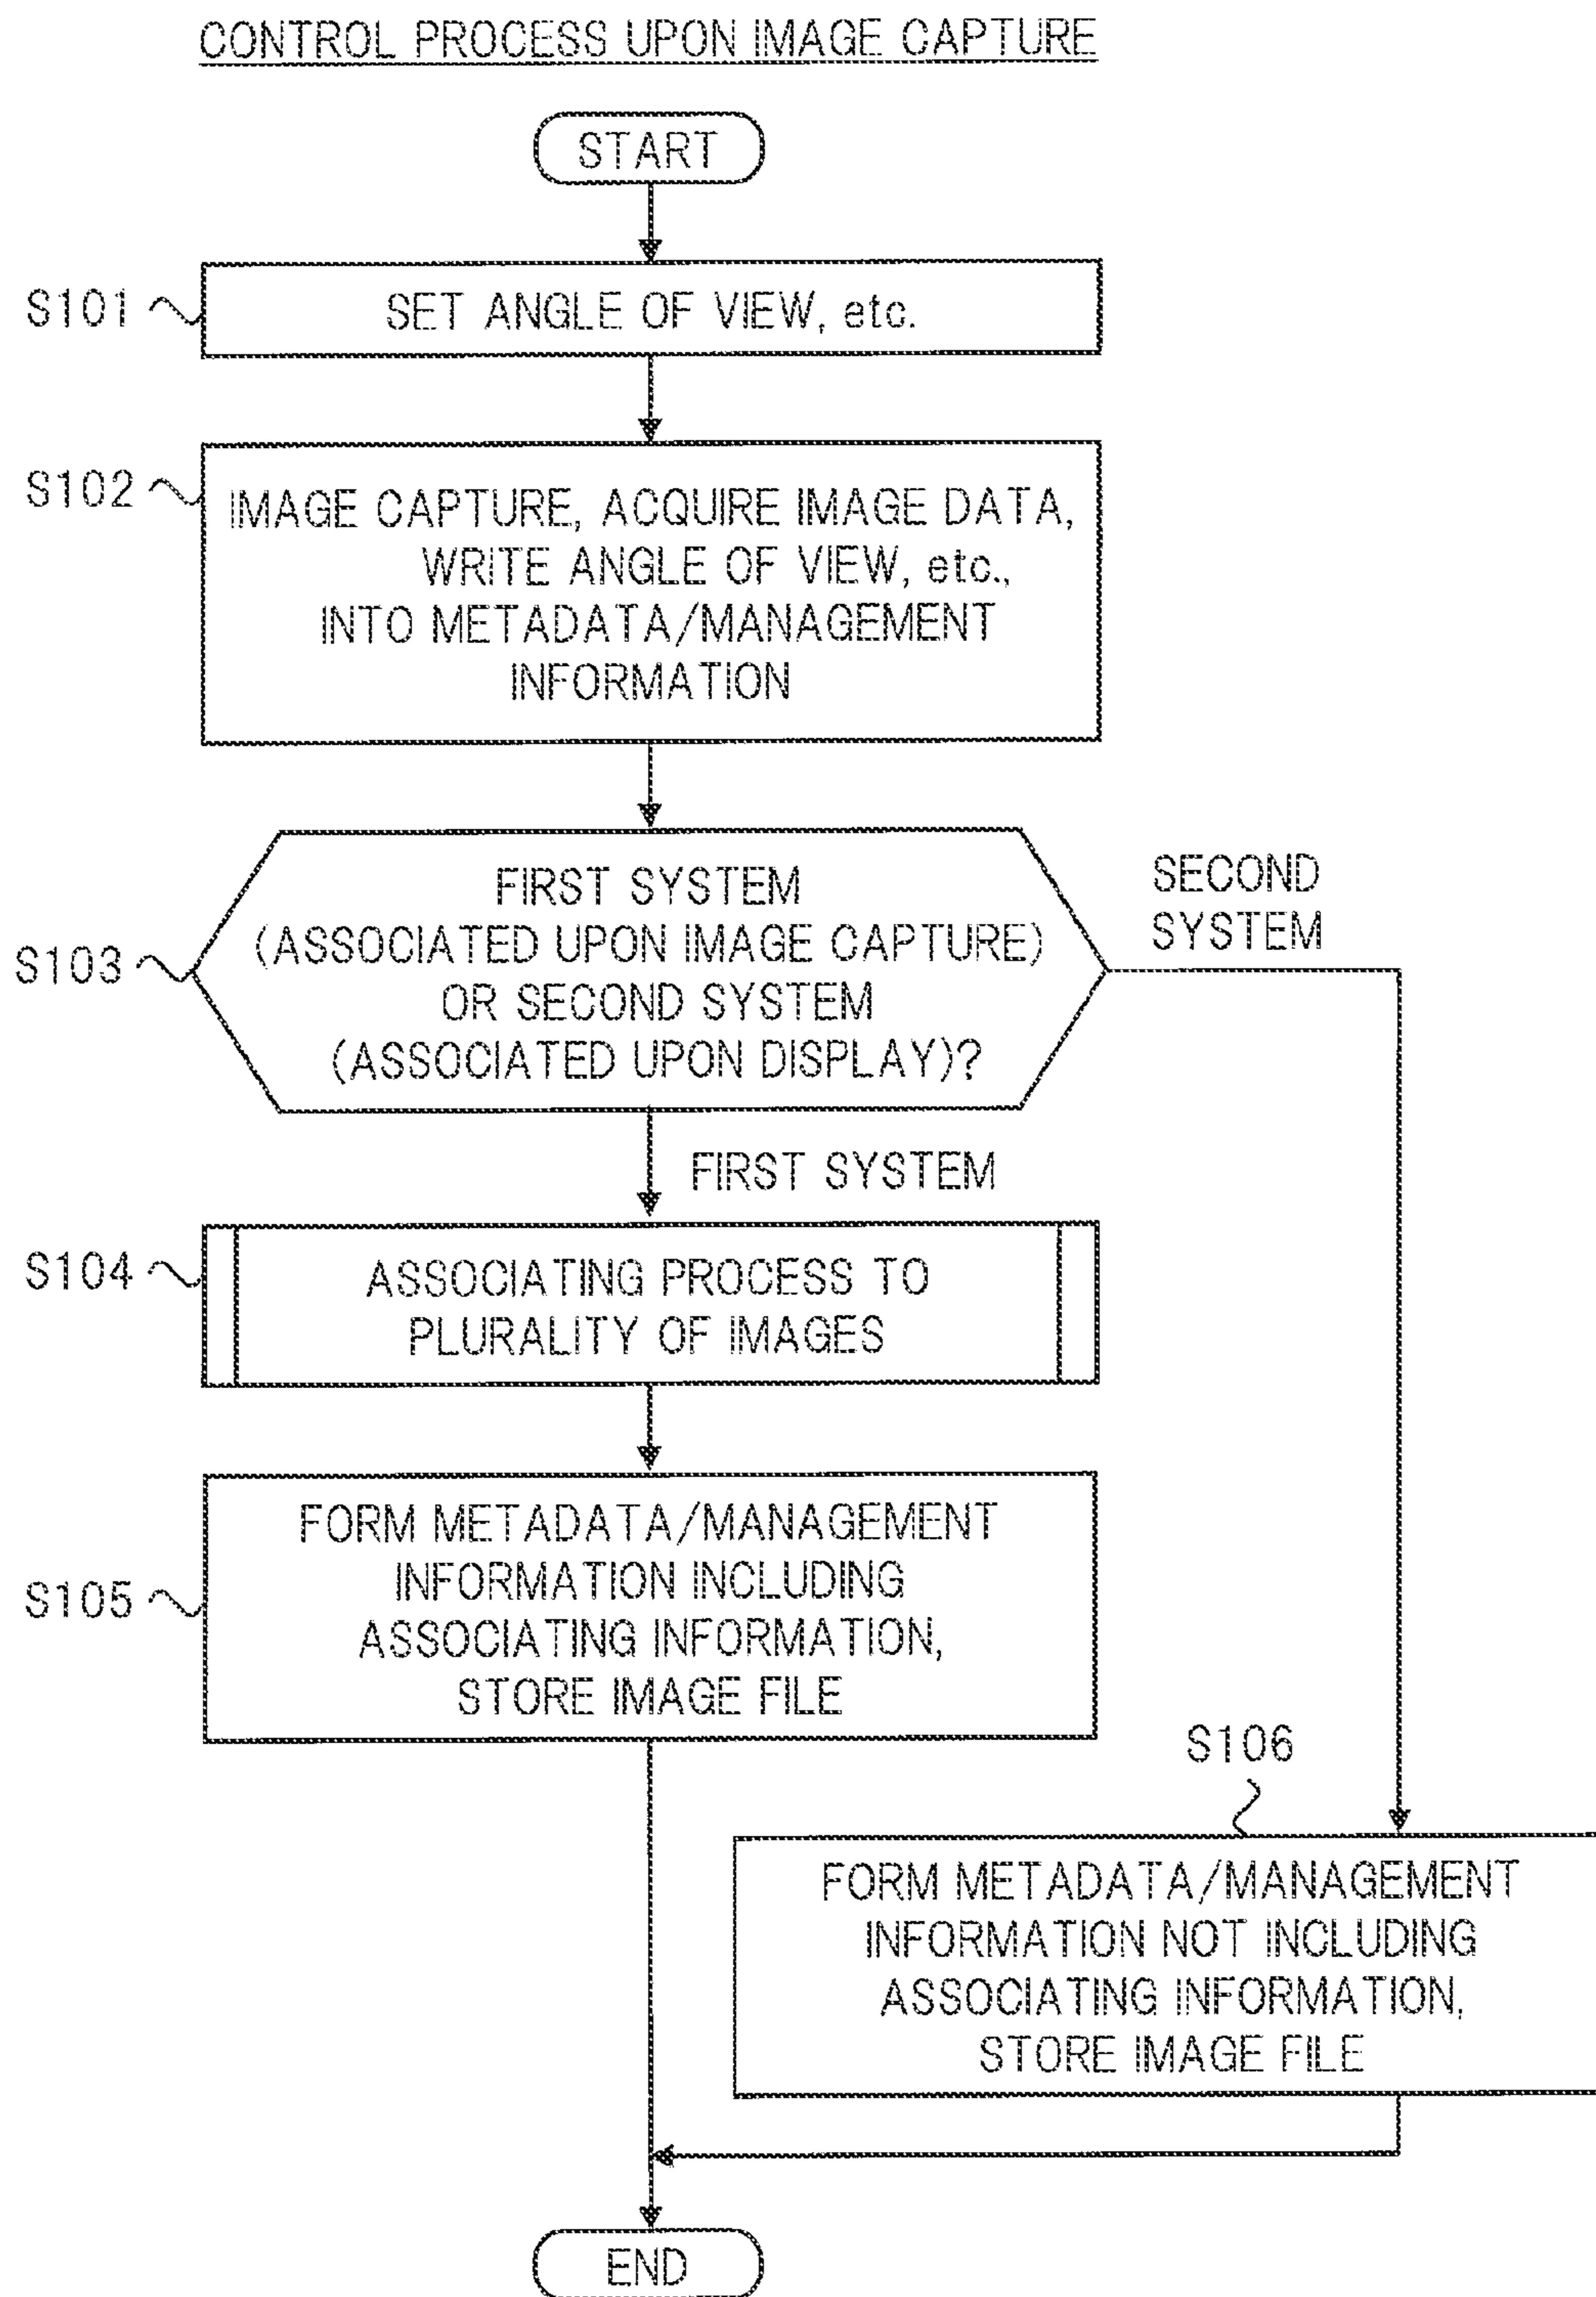 CONTROL PROCESS UPON IMAGE CAPTURE
START
S101
SET ANGLE OF VIEW, etc.
S102
IMAGE CAPTURE, ACQUIRE IMAGE DATA,
WRITE ANGLE OF VIEW, etc.,
INTO METADATA/MANAGEMENT
INFORMATION
S103
FIRST SYSTEM
(ASSOCIATED UPON IMAGE CAPTURE)
OR SECOND SYSTEM
(ASSOCIATED UPON DISPLAY)?
SECOND
SYSTEM
FIRST SYSTEM
S104
ASSOCIATING PROCESS TO
PLURALITY OF IMAGES
S105
FORM METADATA/MANAGEMENT
INFORMATION INCLUDING
ASSOCIATING INFORMATION,
STORE IMAGE FILE
S106
FORM METADATA/MANAGEMENT
INFORMATION NOT INCLUDING
ASSOCIATING INFORMATION,
STORE IMAGE FILE
END